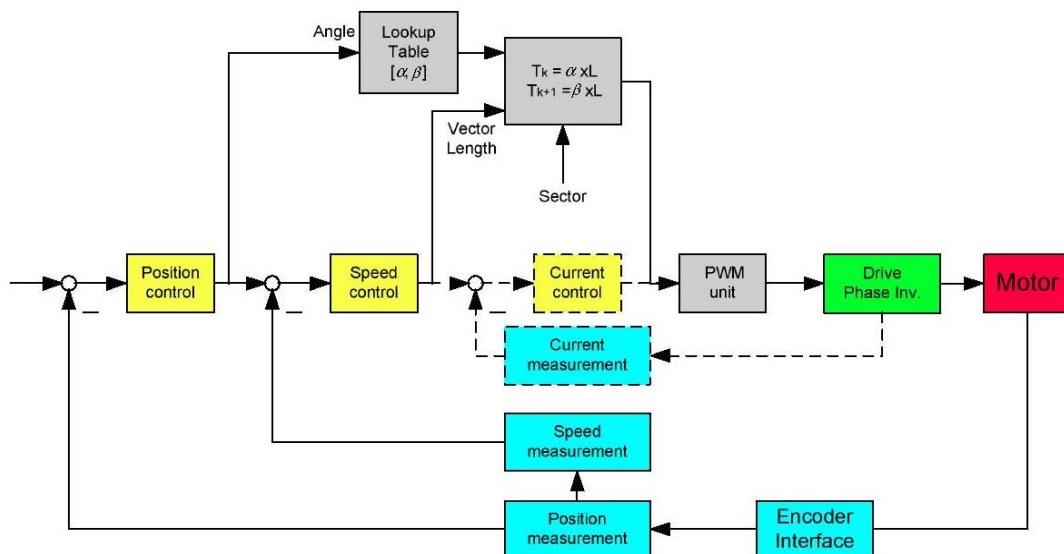 Angle
Lookup
Table
[α, β]
Tk = α xL
Tk+1 = β xL
Vector
Length
Sector
Position
control
Speed
control
Current
control
PWM
unit
Drive
Phase Inv.
Motor
Current
measurement
Speed
measurement
Position
measurement
Encoder
Interface